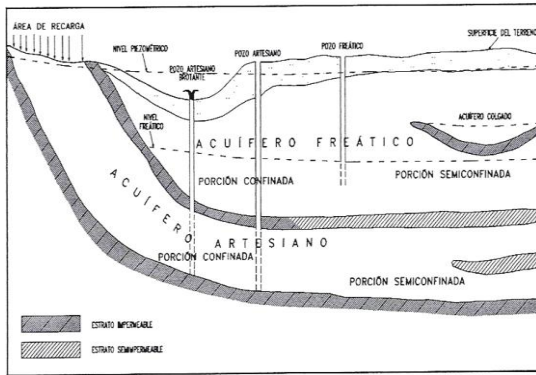 ÁREA DE RECARGA
NIVEL PIEZOMÉTRICO
POZO ARTESIANO
BROTANTE
POZO ARTESIANO
POZO FREÁTICO
SUPERFICIE DEL TERRENO
NIVEL
FREÁTICO
ACUÍFERO FREÁTICO
ACUÍFERO COLGADO
PORCIÓN CONFINADA
PORCIÓN SEMICONFINADA
ACUÍFERO
ARTESIANO
PORCIÓN CONFINADA
PORCIÓN SEMICONFINADA
ESTRATO IMPERMEABLE
ESTRATO SEMIIMPERMEABLE